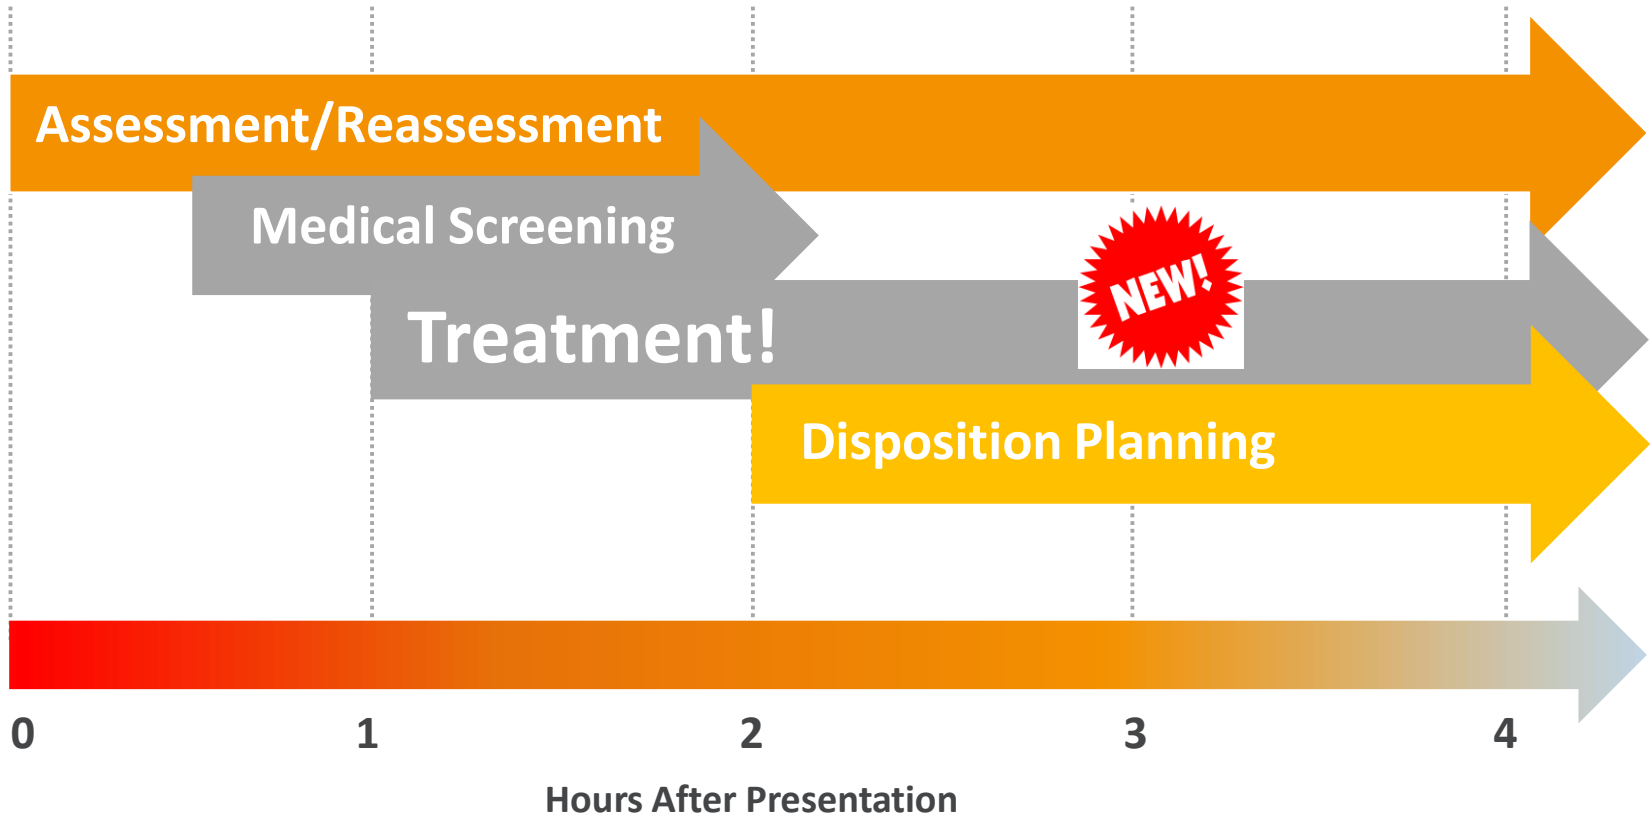 Assessment/Reassessment
Medical Screening
NEW!
Treatment!
Disposition Planning
0 1 2 3 4
Hours After Presentation